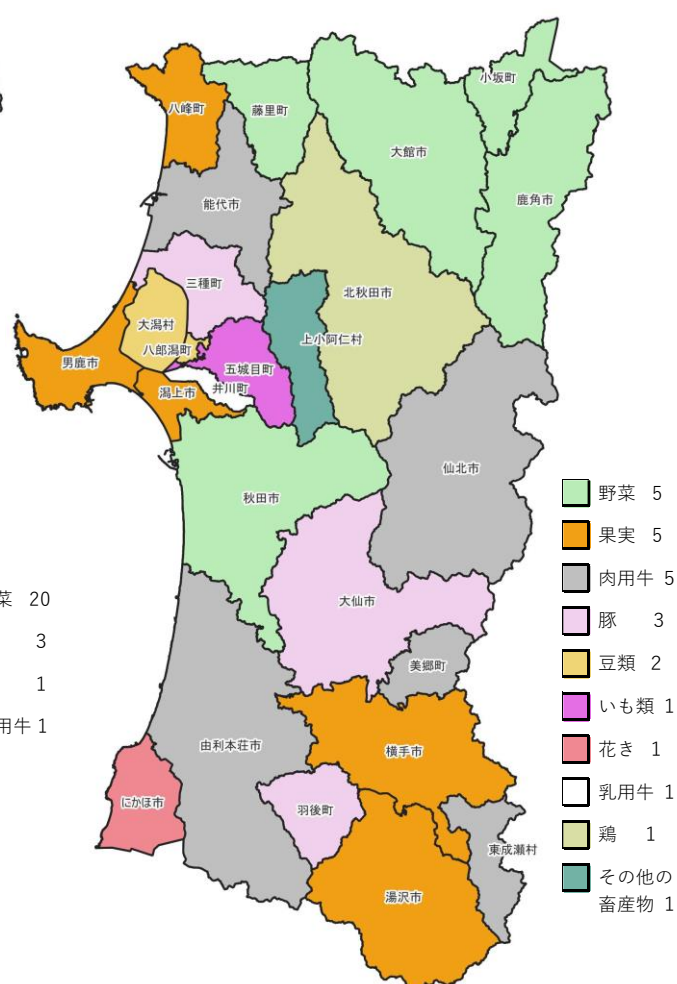 小坂町
八峰町
藤里町
大館市
鹿角市
能代市
三種町
北秋田市
大潟村
上小阿仁村
八郎潟町
男鹿市
五城目町
井川町
潟上市
仙北市
秋田市
大仙市
美郷町
由利本荘市
横手市
にかほ市
羽後町
東成瀬村
湯沢市
菜 20
3
1
用牛 1
野菜 5
果実 5
肉用牛 5
豚 3
豆類 2
いも類 1
花き 1
乳用牛 1
鶏 1
その他の
畜産物 1